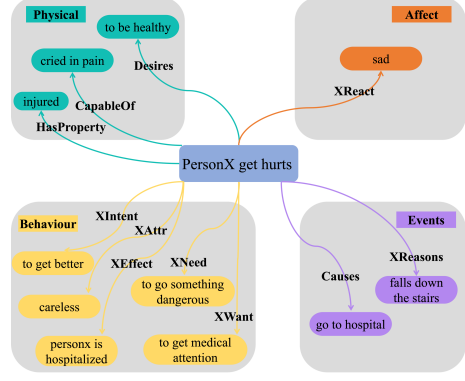 Physical
to be healthy
cried in pain
Desires
injured
CapableOf
HasProperty
Affect
sad
XReact
PersonX get hurts
Behaviour
XIntent
XAttr
to get better
XEffect
XNeed
to go something
dangerous
careless
XWant
personx is
hospitalized
to get medical
attention
Events
XReasons
Causes
falls down
the stairs
go to hospital